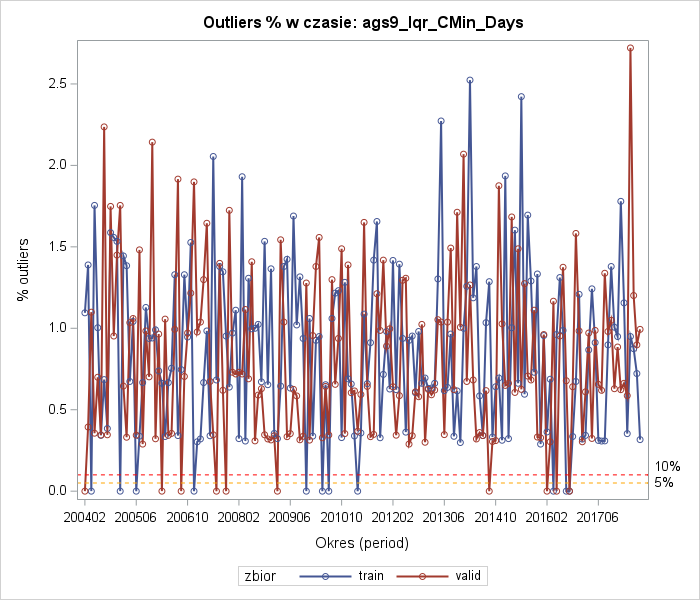 Outliers % w czasie: ags9_Iqr_CMin_Days
% outliers
2.5
2.0
1.5
1.0
0.5
0.0
10%
5%
200402 200506 200610 200802 200906 201010 201202 201306 201410 201602 201706
Okres (period)
zbior train valid